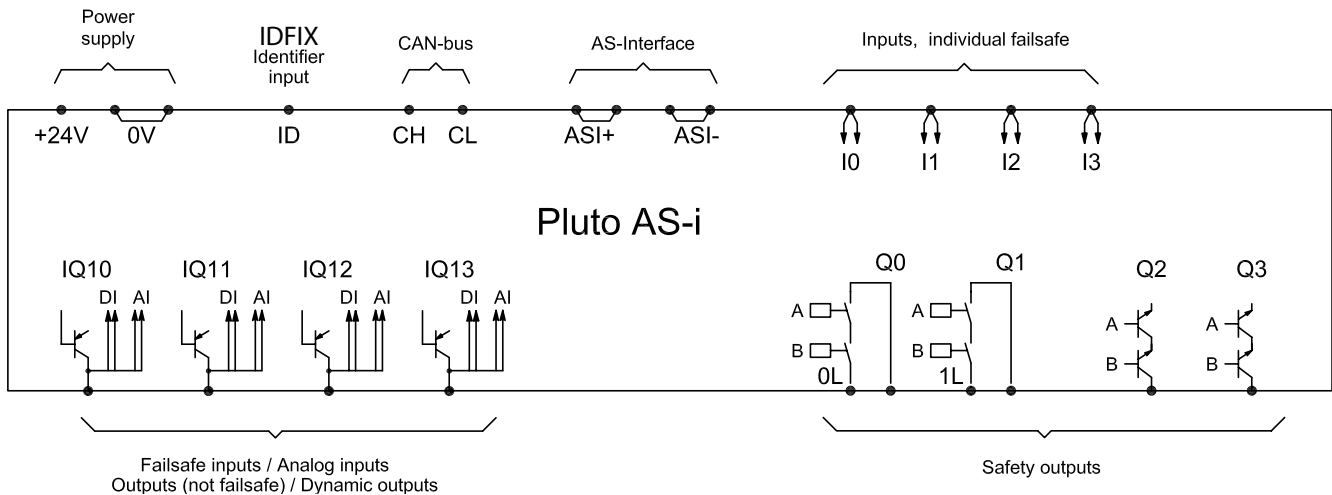 Power
supply
IDFIX
Identifier
input
CAN-bus
AS-Interface
Inputs, individual failsafe
+24V
0V
ID
CH
CL
ASI+
ASI-
I0
I1
I2
I3
Pluto AS-i
IQ10
IQ11
IQ12
IQ13
Q0
Q1
Q2
Q3
DI
AI
DI
AI
DI
AI
DI
AI
A
A
A
A
B
B
B
B
0L
1L
Failsafe inputs / Analog inputs
Outputs (not failsafe) / Dynamic outputs
Safety outputs